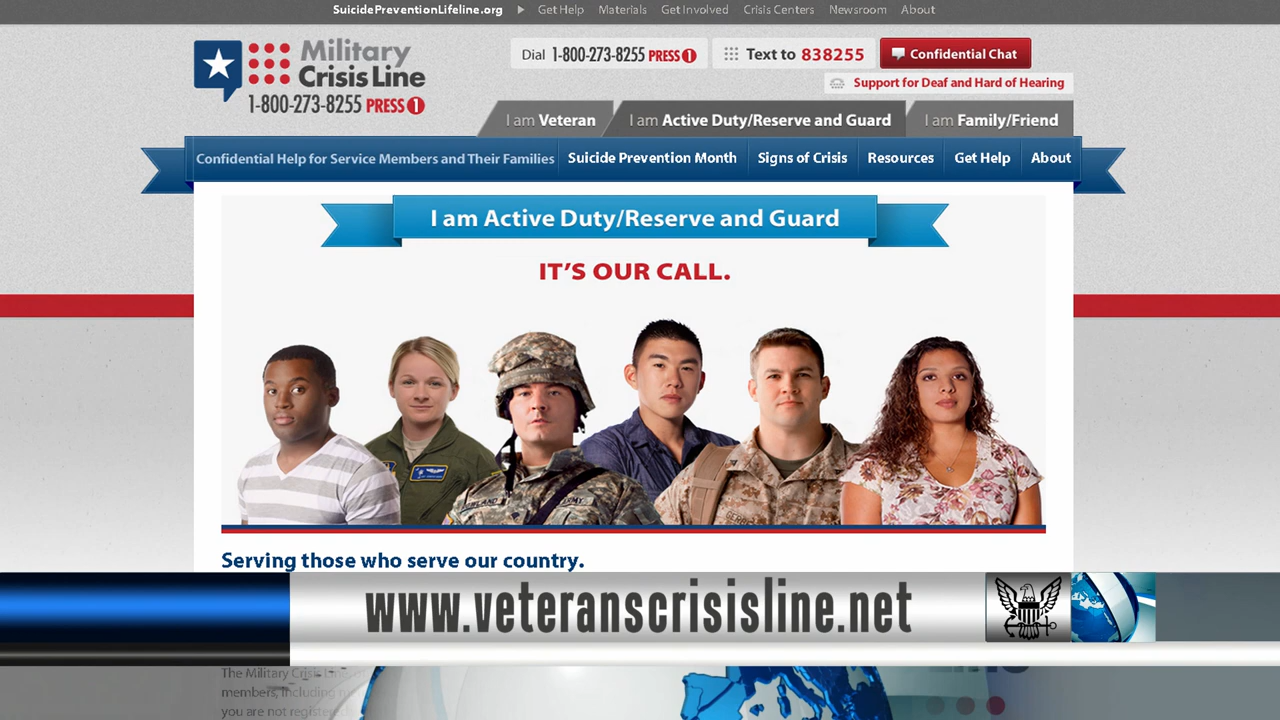 SuicidePreventionLifeline.org Get Help Materials Get Involved Crisis Centers Newsroom About
Military
Crisis Line
1-800-273-8255 PRESS 1
Dial 1-800-273-8255 PRESS 1
Text to 838255
Confidential Chat
Support for Deaf and Hard of Hearing
I am Veteran
I am Active Duty/Reserve and Guard
I am Family/Friend
Confidential Help for Service Members and Their Families
Suicide Prevention Month
Signs of Crisis
Resources
Get Help
About
I am Active Duty/Reserve and Guard
IT'S OUR CALL.
ARMY
Serving those who serve our country.
www.veteranscrisisline.net
The Military Crisis Line,
members, including
you are not registered